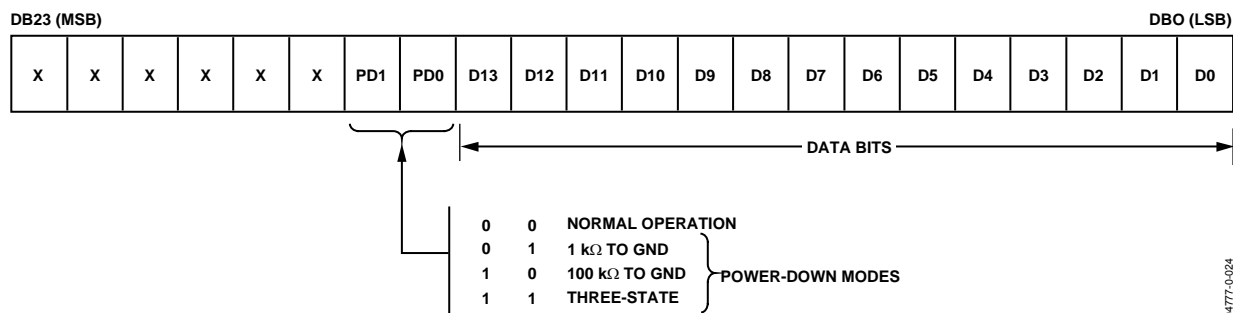 DB23 (MSB) DBO (LSB)
X X X X X X PD1 PD0 D13 D12 D11 D10 D9 D8 D7 D6 D5 D4 D3 D2 D1 D0
DATA BITS
0 0 NORMAL OPERATION
0 1 1 kΩ TO GND
1 0 100 kΩ TO GND
1 1 THREE-STATE
POWER-DOWN MODES
4777-0-024